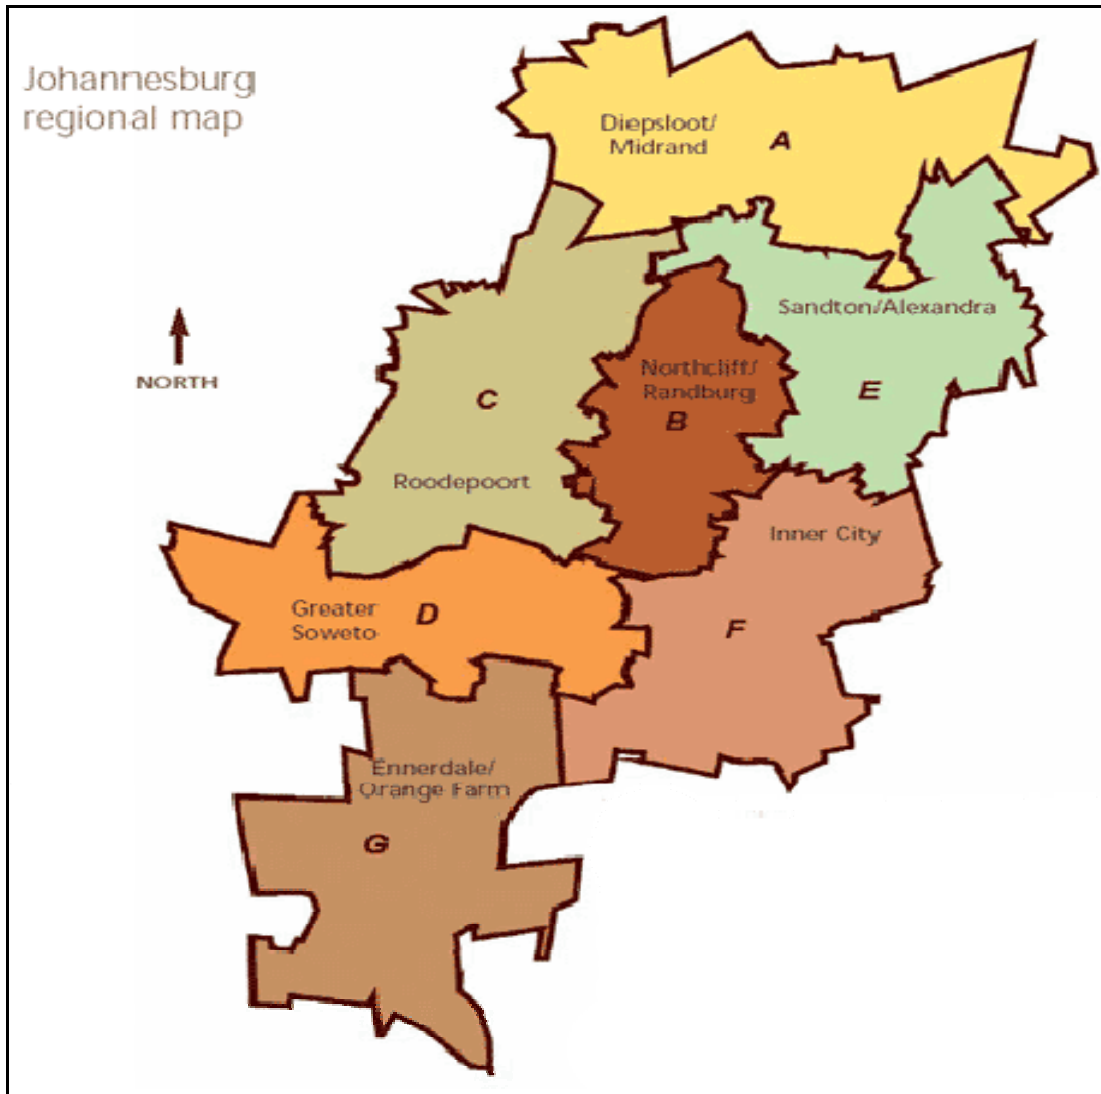 Johannesburg
regional map
Diepsloot/
Midrand
A
Sandton/Alexandra
NORTH
Northcliff/
Randburg
B
C
E
Roodepoort
Inner City
Greater
Soweto
D
F
Ennerdale/
Orange Farm
G